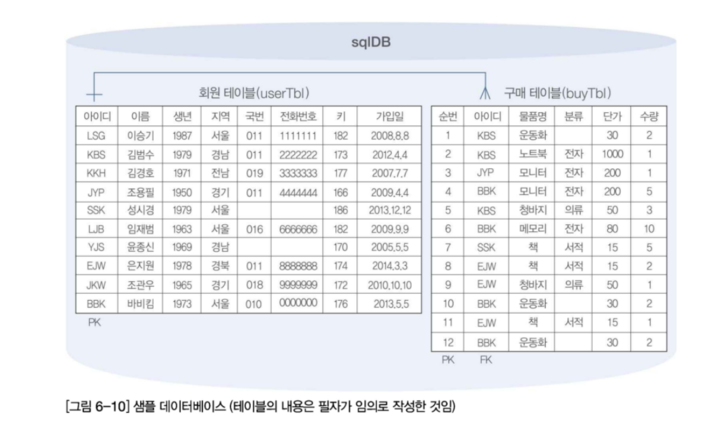 sqlDB
회원 테이블(userTbl)
아이디 이름 생년 지역 국번 전화번호 키 가입일
LSG 이승기 1987 서울 011 1111111 182 2008,8,8
KBS 김범수 1979 경남 011 2222222 173 2012,4,4
KKH 김경호 1971 전남 019 3333333 177 2007,7,7
JYP 조용필 1950 경기 011 4444444 166 2009,4,4
SSK 성시경 1979 서울 186 2013,12,12
LJB 임재범 1963 서울 016 6666666 182 2009,9,9
YJS 윤종신 1969 경남 170 2005,5,5
EJW 은지원 1978 경북 011 8888888 174 2014,3,3
JKW 조관우 1965 경기 018 9999999 172 2010,10,10
BBK 바비킴 1973 서울 010 0000000 176 2013,5,5
PK
구매 테이블(buyTbl)
순번 아이디 물품명 분류 단가 수량
1 KBS 운동화 30 2
2 KBS 노트북 전자 1000 1
3 JYP 모니터 전자 200 1
4 BBK 모니터 전자 200 5
5 KBS 청바지 의류 50 3
6 BBK 메모리 전자 80 10
7 SSK 책 서적 15 5
8 EJW 책 서적 15 2
9 EJW 청바지 의류 50 1
10 BBK 운동화 30 2
11 EJW 책 서적 15 1
12 BBK 운동화 30 2
PK FK
[그림 6-10] 샘플 데이터베이스 (테이블의 내용은 필자가 임의로 작성한 것임)